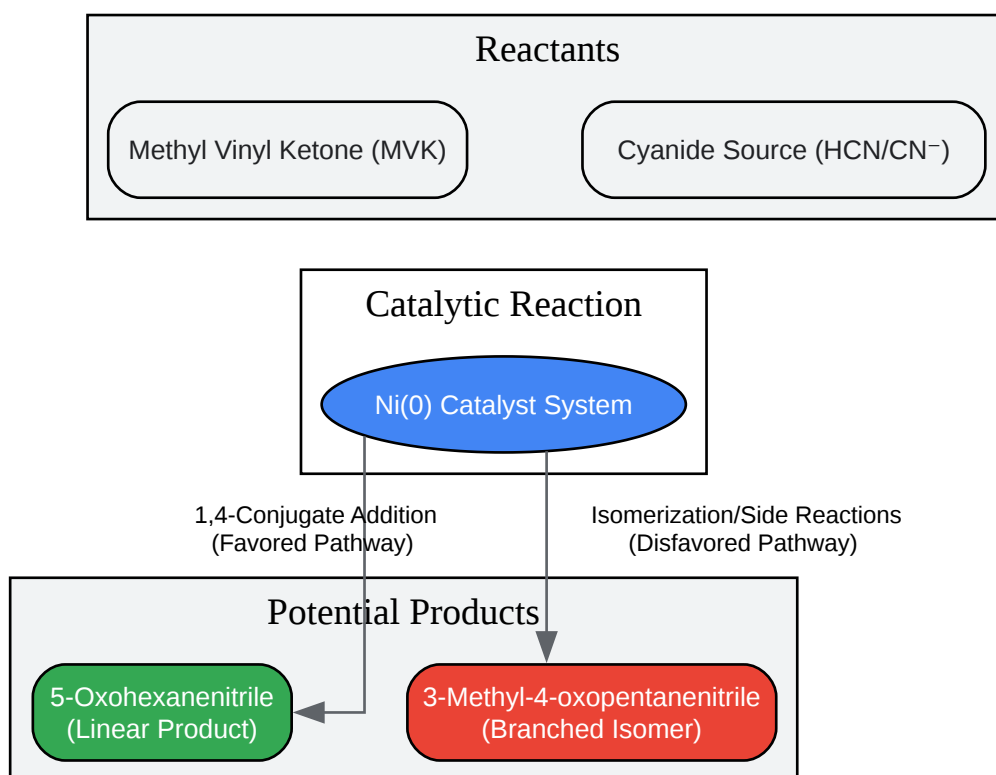 Reactants
Methyl Vinyl Ketone (MVK)
Cyanide Source (HCN/CN⁻)
Catalytic Reaction
Ni(0) Catalyst System
1,4-Conjugate Addition
(Favored Pathway)
Isomerization/Side Reactions
(Disfavored Pathway)
Potential Products
5-Oxohexanenitrile
(Linear Product)
3-Methyl-4-oxopentanenitrile
(Branched Isomer)